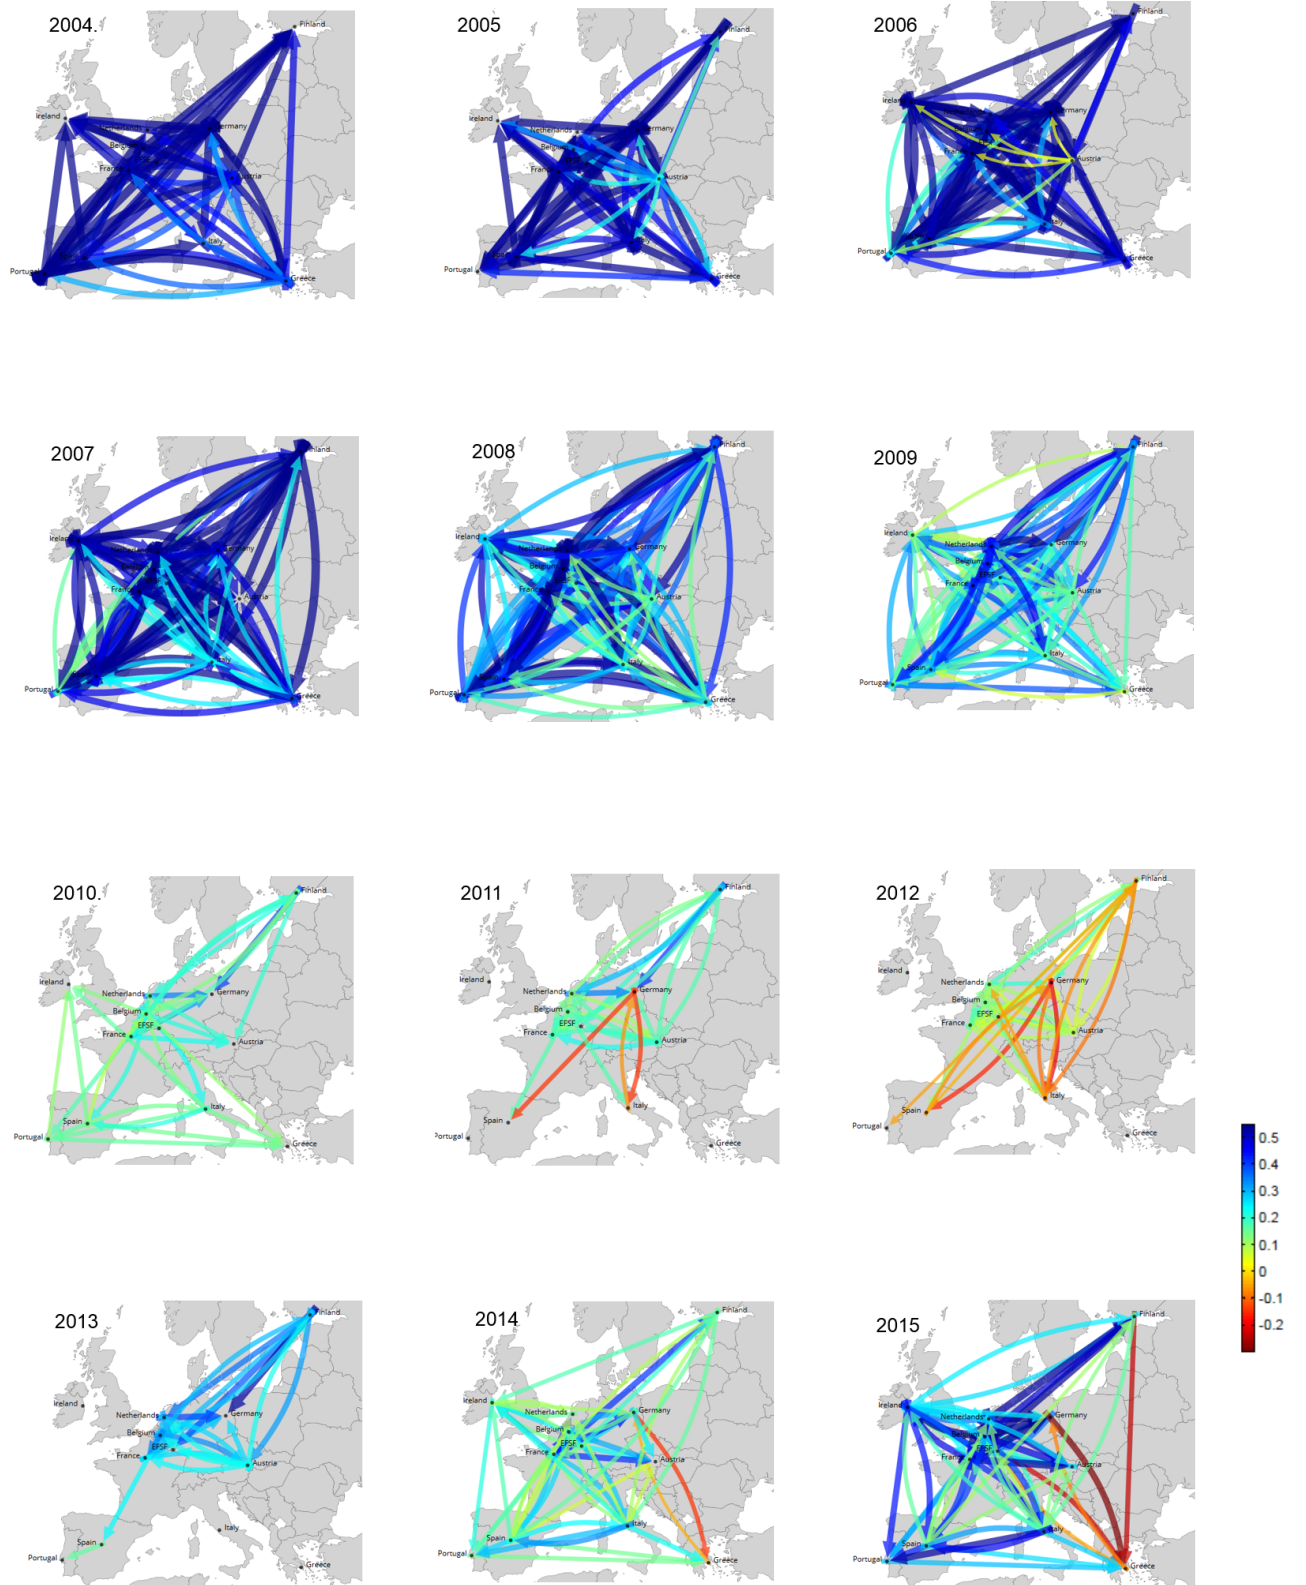 2004.
Finland
Ireland
Netherlands
Germany
Belgium
France
Austria
Italy
Portugal
Greece
2005
Finland
Ireland
Netherlands
Germany
Belgium
EFSF
France
Austria
Italy
Portugal
Greece
2006
Finland
Ireland
Germany
France
Austria
Italy
Portugal
Greece
2007
Finland
Ireland
Netherlands
Germany
Belgium
France
Austria
Italy
Portugal
Greece
2008
Finland
Ireland
Netherlands
Germany
Belgium
France
Austria
Italy
Spain
Portugal
Greece
2009
Finland
Ireland
Netherlands
Germany
Belgium
EFSF
France
Austria
Italy
Spain
Portugal
Greece
2010.
Finland
Ireland
Netherlands
Germany
Belgium
EFSF
France
Austria
Italy
Spain
Portugal
Greece
2011
Finland
Ireland
Netherlands
Germany
Belgium
EFSF
France
Austria
Italy
Spain
Portugal
Greece
2012
Finland
Ireland
Netherlands
Germany
Belgium
EFSF
France
Austria
Italy
Spain
Portugal
Greece
0.5
0.4
0.3
0.2
0.1
0
-0.1
-0.2
2013
Finland
Ireland
Netherlands
Germany
Belgium
EFSF
France
Austria
Italy
Spain
Portugal
Greece
2014
Finland
Ireland
Netherlands
Germany
Belgium
EFSF
France
Austria
Italy
Spain
Portugal
Greece
2015
Finland
Ireland
Netherlands
Germany
Belgium
EFSF
France
Austria
Italy
Spain
Portugal
Greece